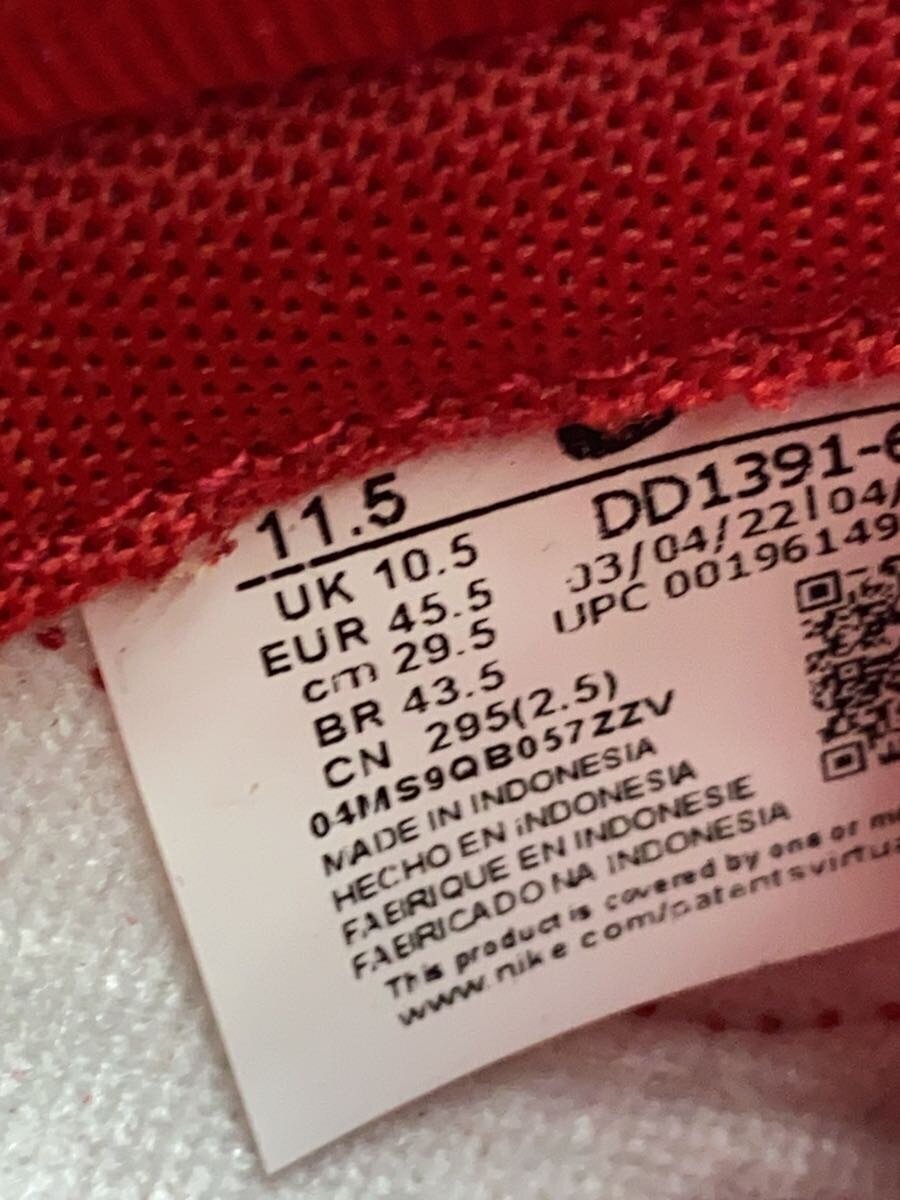 11.5
UK 10.5
EUR 45.5
cm 29.5
BR 43.5
CN 295(2.5)
04MS9QB057ZZV
MADE IN INDONESIA
HECHO EN INDONESIA
FABRIQUE EN INDONESIE
FABRICADO NA INDONESIA
This product is covered by one or
www.nike.com/patentsvirtua
DD1391-6
03/04/22|04/
UPC 00196149